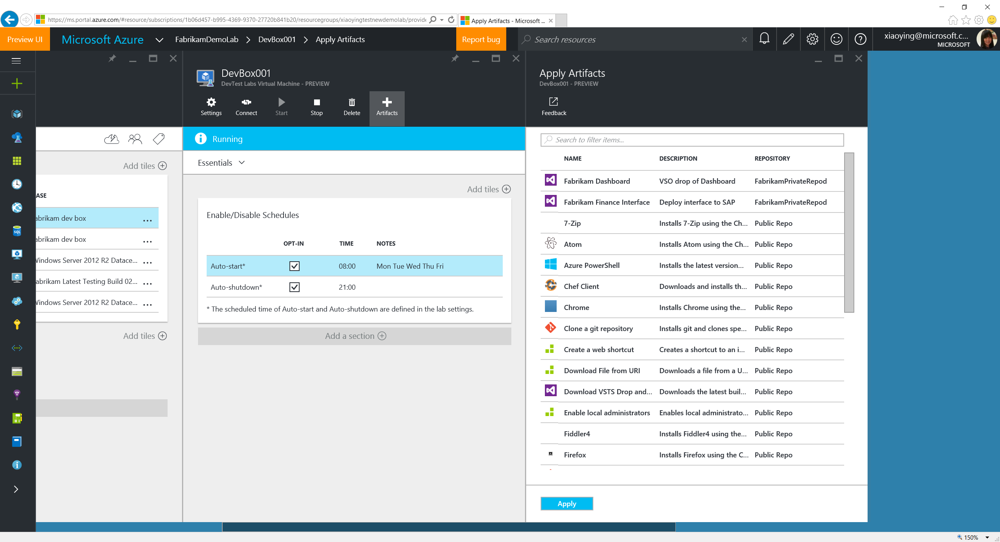 https://ms.portal.azure.com/#resource/subscriptions/1b06d457-b995-4369-9370-27720b841b20/resourcegroups/xiaoyingtestnewdemolab/provide
Apply Artifacts - Microsoft ...
Preview UI
Microsoft Azure
FabrikamDemoLab
DevBox001
Apply Artifacts
Report bug
Search resources
xiaoying@microsoft.c...
MICROSOFT
Add tiles
ASE
abrikam dev box ...
abrikam dev box ...
Windows Server 2012 R2 Datace... ...
abrikam Latest Testing Build 02... ...
Windows Server 2012 R2 Datace... ...
Add tiles
SQL
DevBox001
DevTest Labs Virtual Machine - PREVIEW
Settings
Connect
Start
Stop
Delete
Artifacts
Running
Essentials
Add tiles
Enable/Disable Schedules
OPT-IN TIME NOTES
Auto-start* 08:00 Mon Tue Wed Thu Fri
Auto-shutdown* 21:00
* The scheduled time of Auto-start and Auto-shutdown are defined in the lab settings.
Add a section
Apply Artifacts
DevBox001 - PREVIEW
Feedback
Search to filter items...
NAME DESCRIPTION REPOSITORY
Fabrikam Dashboard VSO drop of Dashboard FabrikamPrivateRepod
Fabrikam Finance Interface Deploy interface to SAP FabrikamPrivateRepod
7-Zip Installs 7-Zip using the Ch... Public Repo
Atom Installs Atom using the Ch... Public Repo
Azure PowerShell Installs the latest version... Public Repo
Chef Client Downloads and installs th... Public Repo
Chrome Installs Chrome using the... Public Repo
Clone a git repository Installs git and clones spe... Public Repo
Create a web shortcut Creates a shortcut to an i... Public Repo
Download File from URI Downloads a file from a U... Public Repo
Download VSTS Drop and... Downloads the latest buil... Public Repo
Enable local administrators Enables local administrato... Public Repo
Fiddler4 Installs Fiddler4 using the... Public Repo
Firefox Installs Firefox using the C... Public Repo
Apply
150%